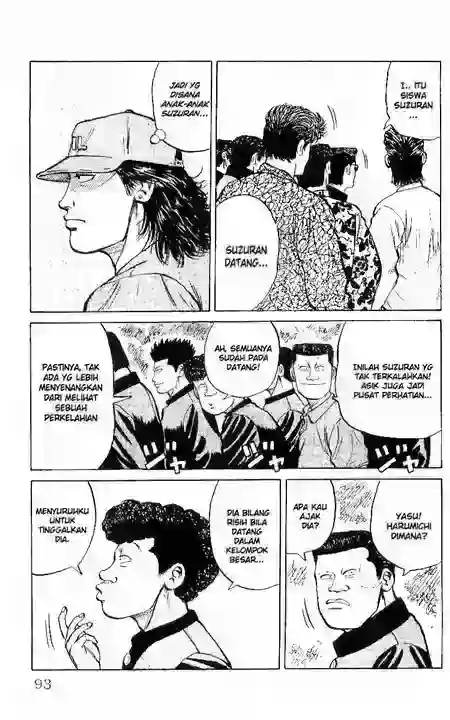 I.. ITU
SISWA
SUZURAN..
SUZURAN
DATANG...
JADI YG
DISANA
ANAK-ANAK
SUZURAN...
INILAH SUZURAN YG
TAK TERKALAHKAN!
ASIK JUGA JADI
PUSAT PERHATIAN...
AH, SEMUANYA
SUDAH PADA
DATANG!
PASTINYA, TAK
ADA YG LEBIH
MENYENANGKAN
DARI MELIHAT
SEBUAH
PERKELAHIAN
YASU!
HARUMICHI
DIMANA?
APA KAU
AJAK
DIA?
DIA BILANG
RISIH BILA
DATANG
DALAM
KELOMPOK
BESAR...
MENYURUHKU
UNTUK
TINGGALKAN
DIA.
93